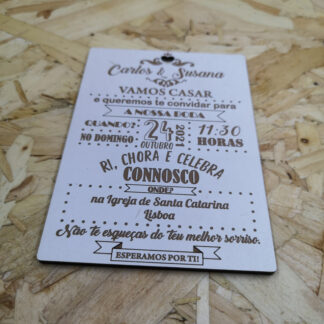 Carlos & Susana
VAMOS CASAR
e queremos te convidar para
A NOSSA BODA
QUANDO?
NO DOMINGO
24
OUTUBRO
2021
11:30
HORAS
RI, CHORA E CELEBRA
CONNOSCO
ONDE?
na Igreja de Santa Catarina
Lisboa
Não te esqueças do teu melhor sorriso.
ESPERAMOS POR TI!